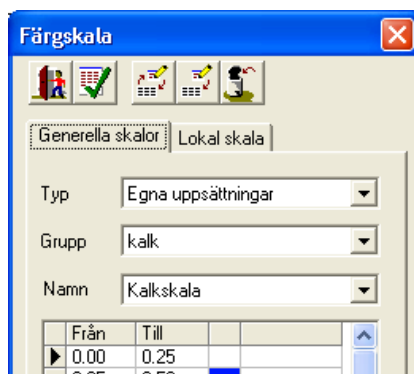 Färgskala
Generella skalor Lokal skala
Typ Egna uppsättningar
Grupp kalk
Namn Kalkskala
Från Till
0.00 0.25